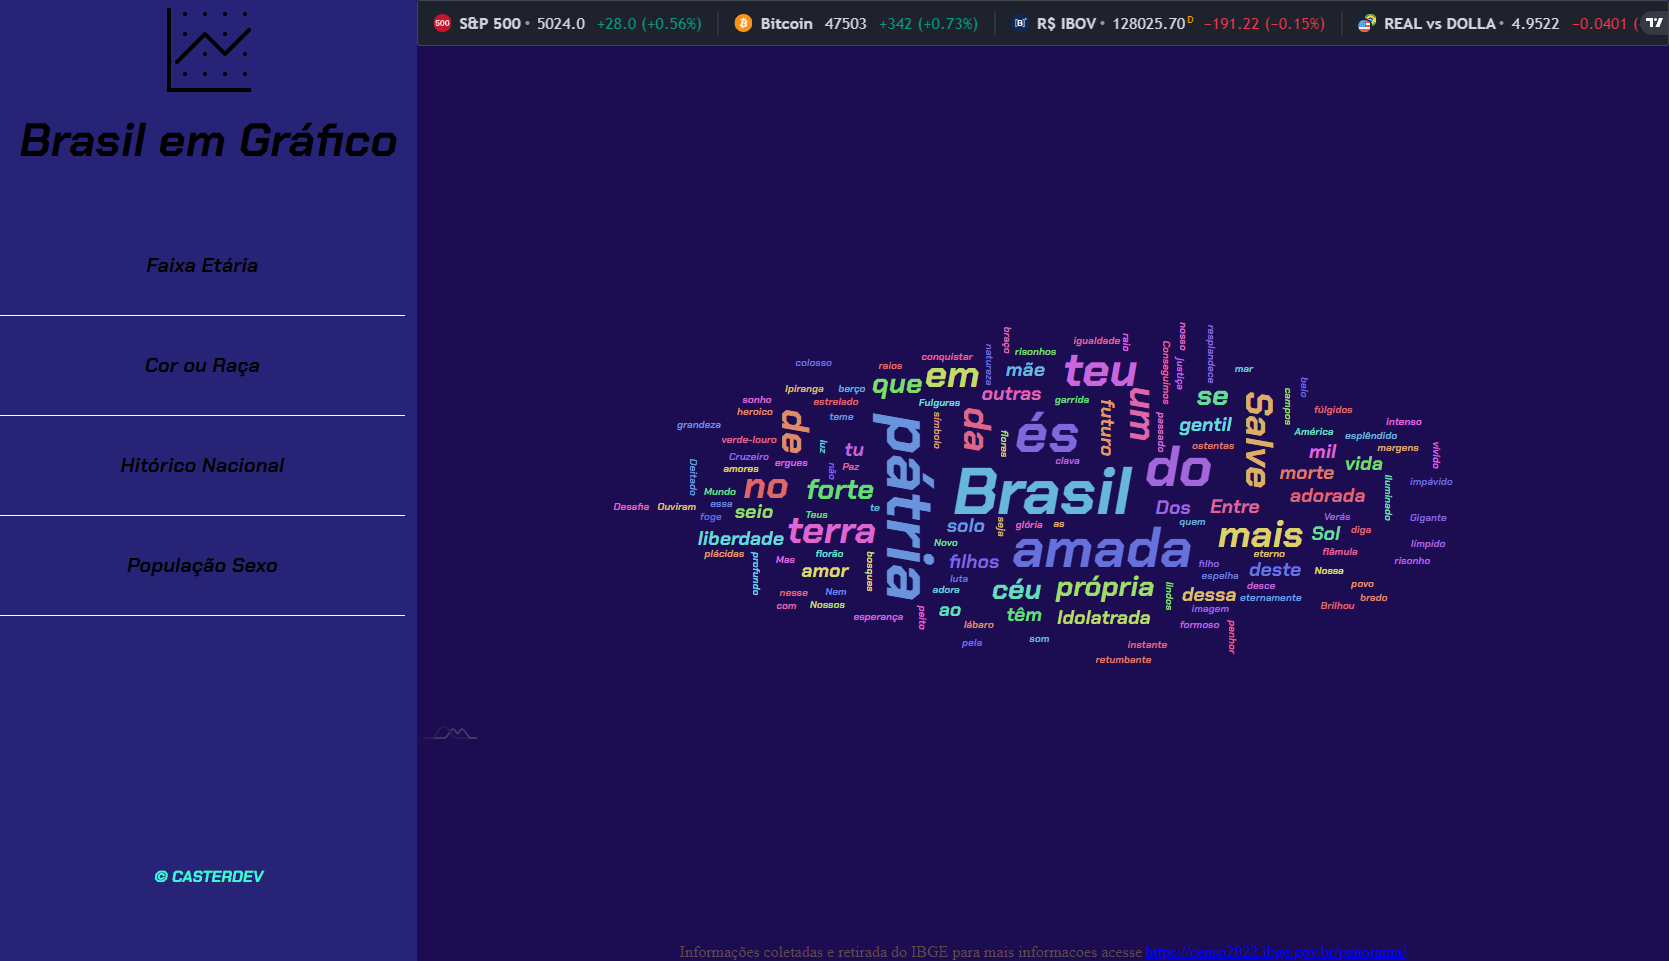 500 S&P 500 • 5024.0 +28.0 (+0.56%) Bitcoin 47503 +342 (+0.73%) R$ IBOV • 128025.70 D −191.22 (−0.15%) REAL vs DOLLA • 4.9522 −0.0401 (
Brasil em Gráfico
Faixa Etária
Cor ou Raça
Hitórico Nacional
População Sexo
© CASTERDEV
braço
natureza
risonhos
igualdade
raio
nosso
justiça
Conseguimos
resplandece
colosso
raios
conquistar
mãe
teu
mar
belo
Ipiranga
berço
que
em
outras
garrida
um
se
Salve
campos
fúlgidos
sonho
estrelado
Fulguras
heroico
de
teme
pátria
símbolo
da
flores
és
futuro
passado
gentil
América
intenso
grandeza
esplêndido
verde-louro
luz
tu
ostentas
mil
margens
vívido
Cruzeiro
amores
ergues
não
Paz
clava
do
morte
vida
Deitado
Mundo
no
forte
Brasil
adorada
Iluminado
impávido
Desafia
Ouviram
essa
foge
seio
Teus
te
solo
seja
glória
as
Dos
quem
Entre
Verás
Gigante
liberdade
terra
Novo
amada
mais
Sol
diga
límpido
plácidas
profundo
Mas
florão
bosques
filhos
eterno
flâmula
risonho
amor
luta
filho
espelha
deste
Nossa
nesse
Nem
adora
céu
própria
lindos
dessa
desce
eternamente
povo
brado
com
Nossos
peito
ao
têm
Idolatrada
imagem
Brilhou
esperança
lábaro
formoso
penhor
pela
som
instante
retumbante
Informações coletadas e retirada do IBGE para mais informacoes acesse https://censo2022.ibge.gov.br/panorama/